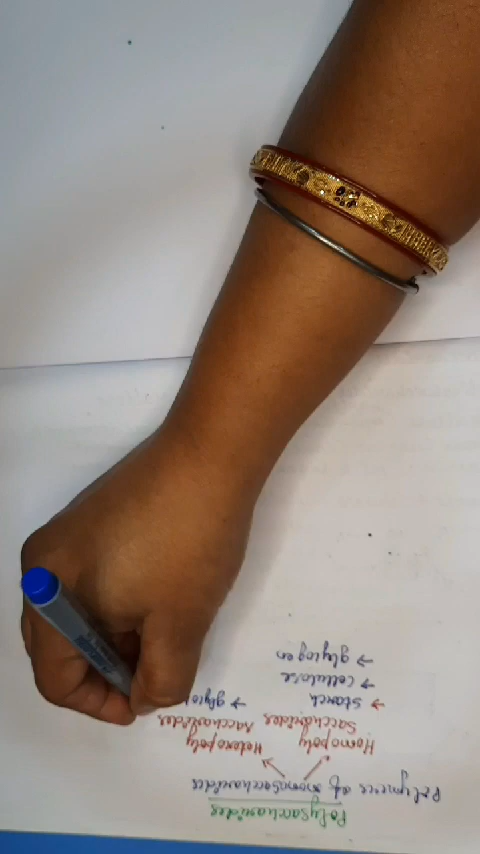 Polysaccharides
Polymers of monosaccharides
Homopoly
saccharides
→ Starch
→ cellulose
→ glycogen
Heteropoly
saccharides